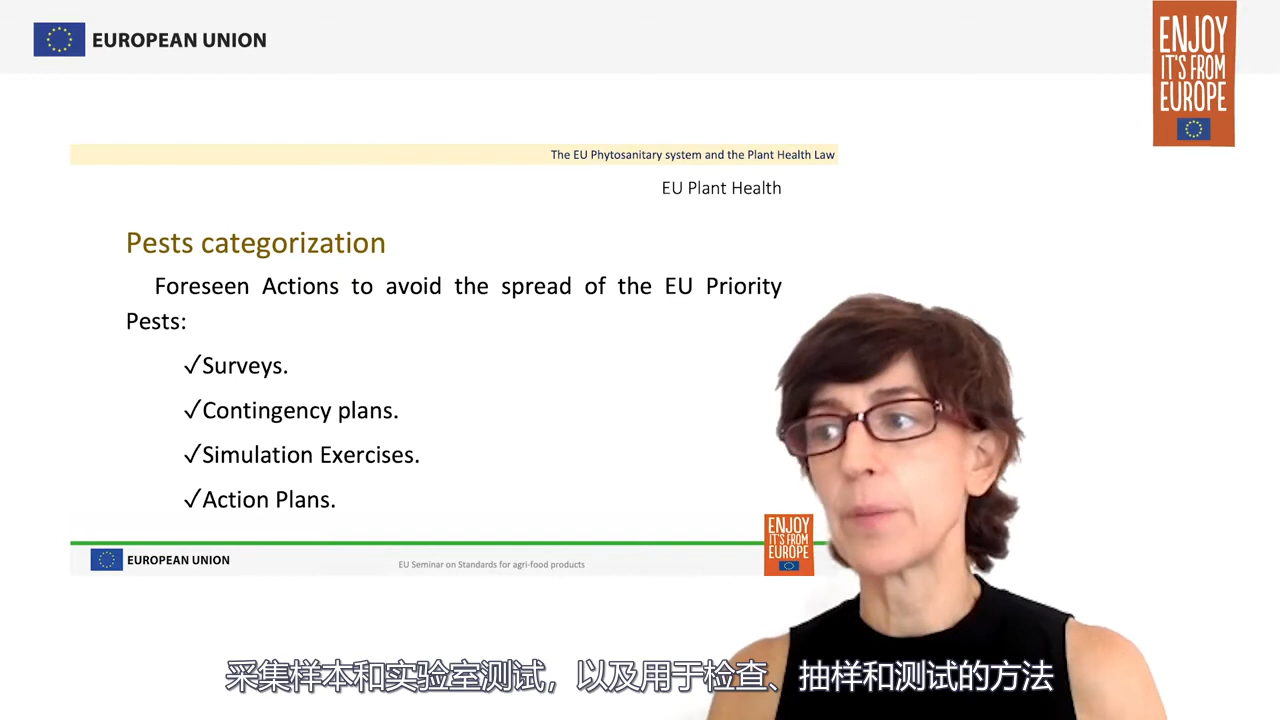 EUROPEAN UNION
ENJOY
IT'S FROM
EUROPE
The EU Phytosanitary system and the Plant Health Law
EU Plant Health
Pests categorization
Foreseen Actions to avoid the spread of the EU Priority
Pests:
✓Surveys.
✓Contingency plans.
✓Simulation Exercises.
✓Action Plans.
ENJOY
IT'S FROM
EUROPE
EUROPEAN UNION
EU Seminar on Standards for agri-food products
采集样本和实验室测试，以及用于检查、抽样和测试的方法